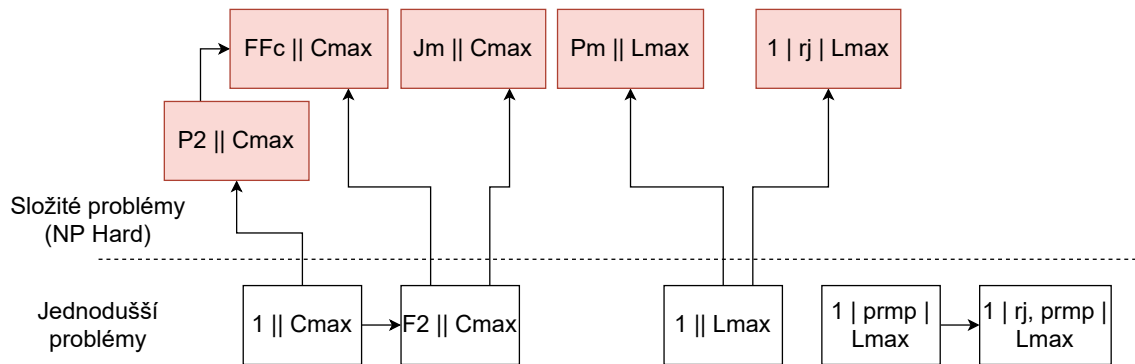 FFc || Cmax
Jm || Cmax
Pm || Lmax
1 | rj | Lmax
P2 || Cmax
Složité problémy
(NP Hard)
Jednodušší
problémy
1 || Cmax
F2 || Cmax
1 || Lmax
1 | prmp |
Lmax
1 | rj, prmp |
Lmax